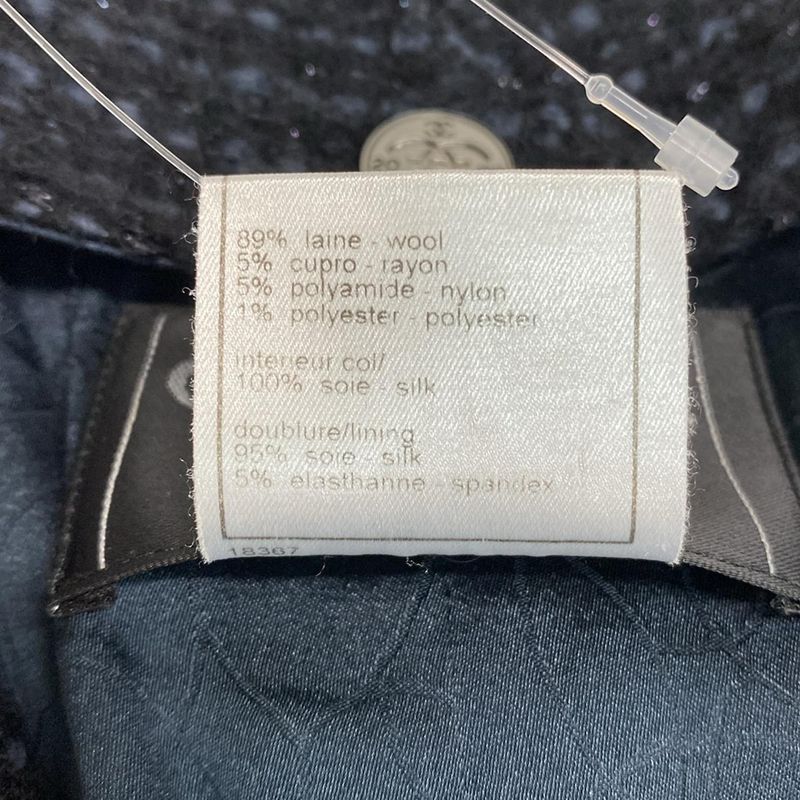 89% laine - wool
5% cupro - rayon
5% polyamide - nylon
1% polyester - polyester
interieur col/
100% soie - silk
doublure/lining
95% soie - silk
5% elasthanne - spandex
18367